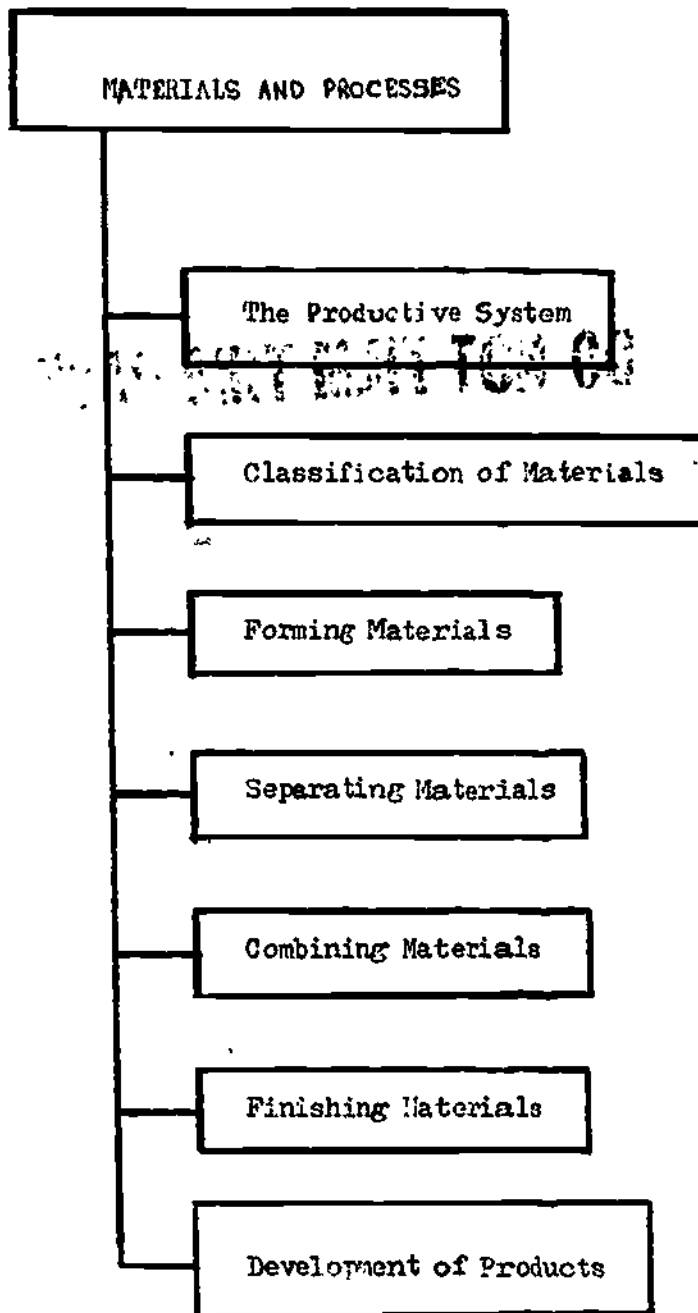 MATERIALS AND PROCESSES
The Productive System
Classification of Materials
Forming Materials
Separating Materials
Combining Materials
Finishing Materials
Development of Products